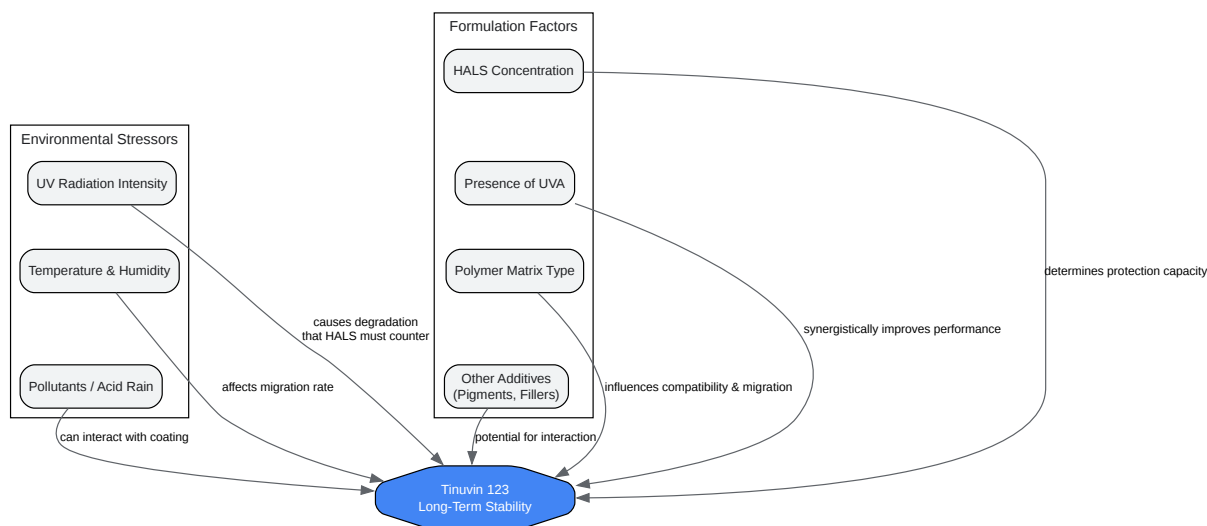 Formulation Factors
HALS Concentration
Environmental Stressors
UV Radiation Intensity
Presence of UVA
Temperature & Humidity
Polymer Matrix Type
determines protection capacity
causes degradation
that HALS must counter
synergistically improves performance
Pollutants / Acid Rain
affects migration rate
Other Additives
(Pigments, Fillers)
influences compatibility & migration
can interact with coating
potential for interaction
Tinuvin 123
Long-Term Stability